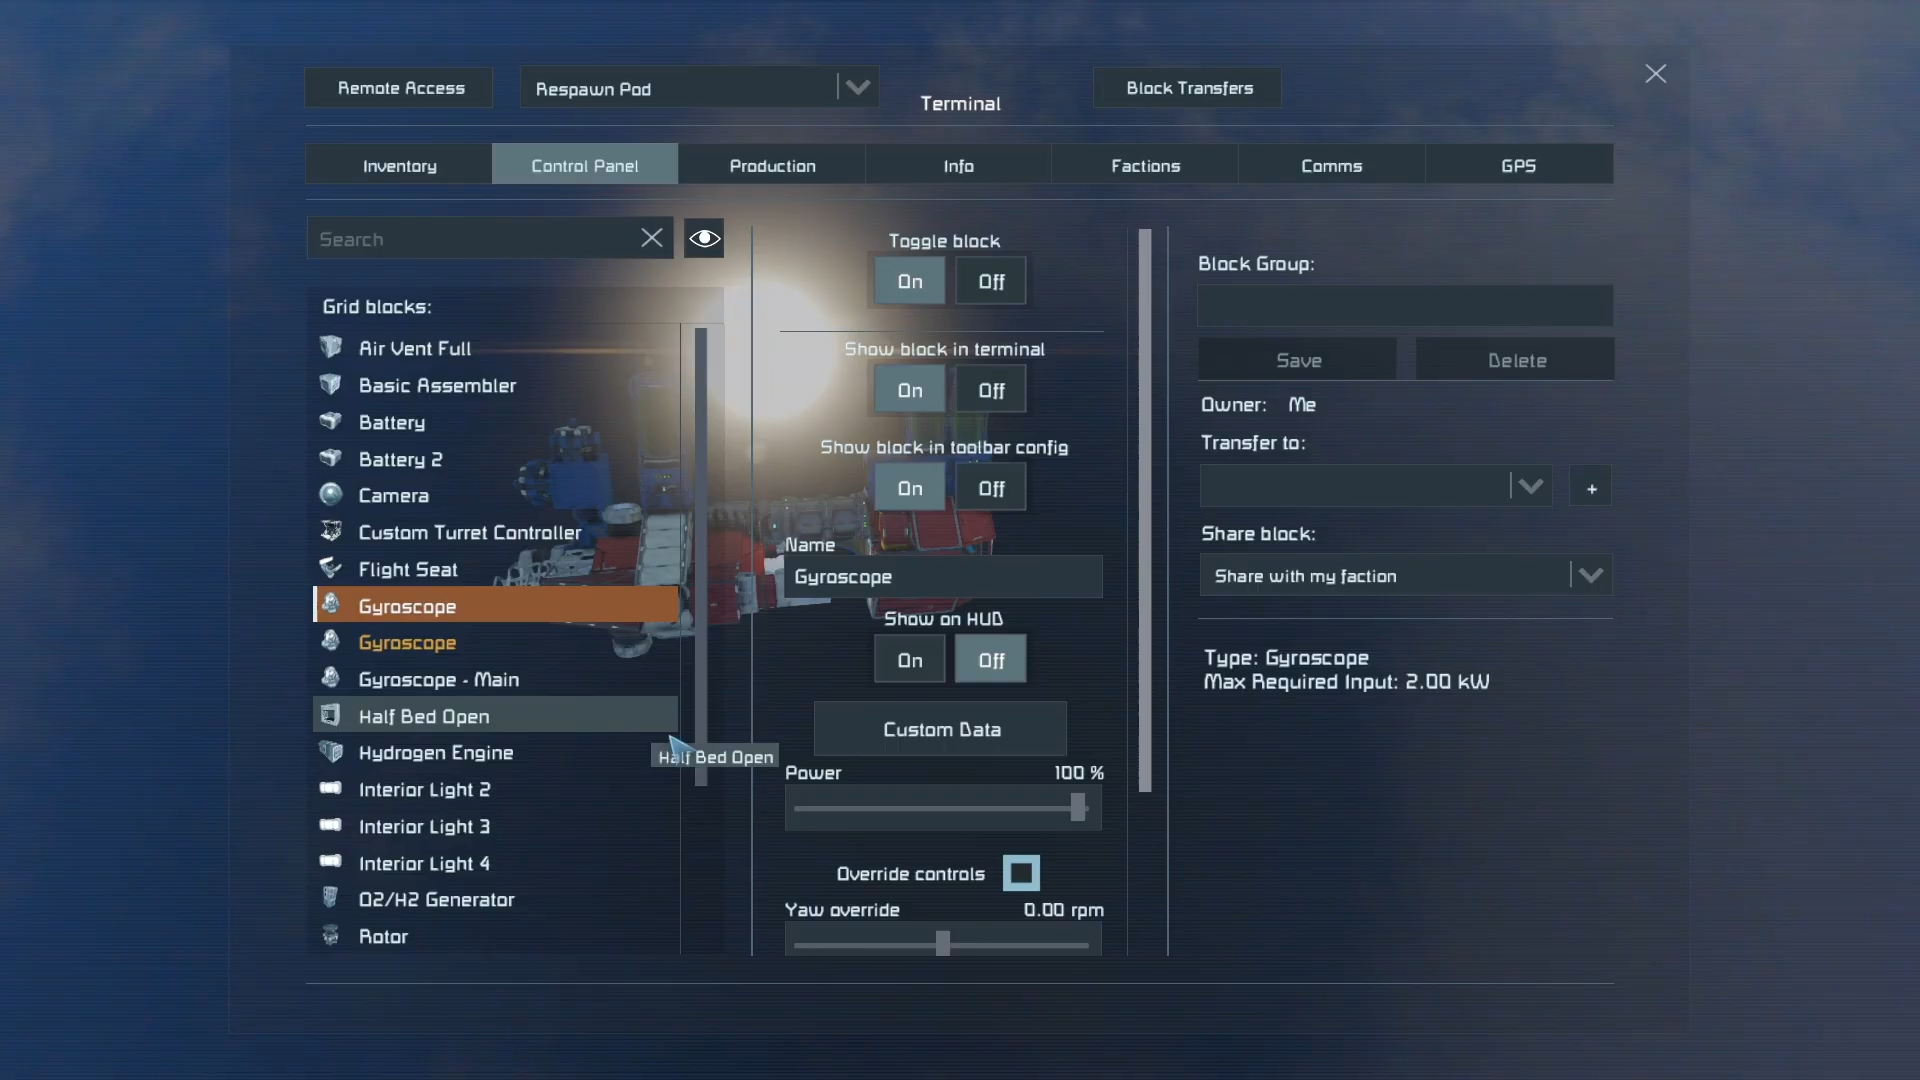 Remote Access
Respawn Pod
Terminal
Block Transfers
Inventory
Control Panel
Production
Info
Factions
Comms
GPS
Search
Grid blocks:
Air Vent Full
Basic Assembler
Battery
Battery 2
Camera
Custom Turret Controller
Flight Seat
Gyroscope
Gyroscope
Gyroscope - Main
Half Bed Open
Hydrogen Engine
Interior Light 2
Interior Light 3
Interior Light 4
O2/H2 Generator
Rotor
Half Bed Open
Toggle block
On Off
Show block in terminal
On Off
Show block in toolbar config
On Off
Name
Gyroscope
Show on HUD
On Off
Custom Data
Power 100 %
Override controls
Yaw override 0.00 rpm
Block Group:
Save Delete
Owner: Me
Transfer to:
+
Share block:
Share with my faction
Type: Gyroscope
Max Required Input: 2.00 kW